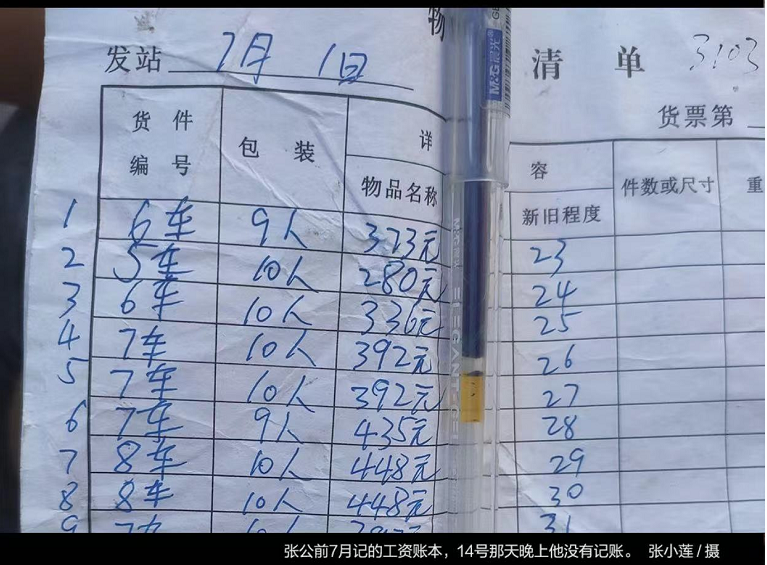 物
清单
3103
发站 7月 1日
货票第
货件编号 包装 详 容 件数或尺寸 重
物品名称 新旧程度
M&G 晨光
1 6车 9人 373元 23
2 5车 10人 280元 24
3 6车 10人 336元 25
4 7车 10人 392元 26
5 7车 10人 392元 27
6 7车 9人 435元 28
7 8车 10人 448元 29
8 8车 10人 448元 30
9 7车 10人 31
张公前7月记的工资账本，14号那天晚上他没有记账。 张小莲 / 摄